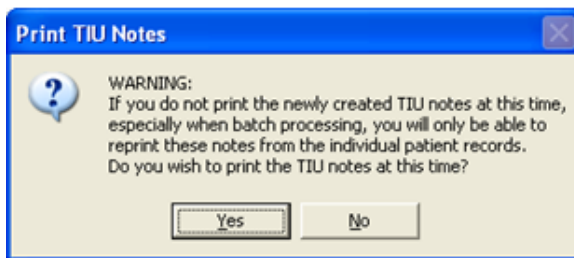 Print TIU Notes
WARNING:
If you do not print the newly created TIU notes at this time,
especially when batch processing, you will only be able to
reprint these notes from the individual patient records.
Do you wish to print the TIU notes at this time?
Yes No